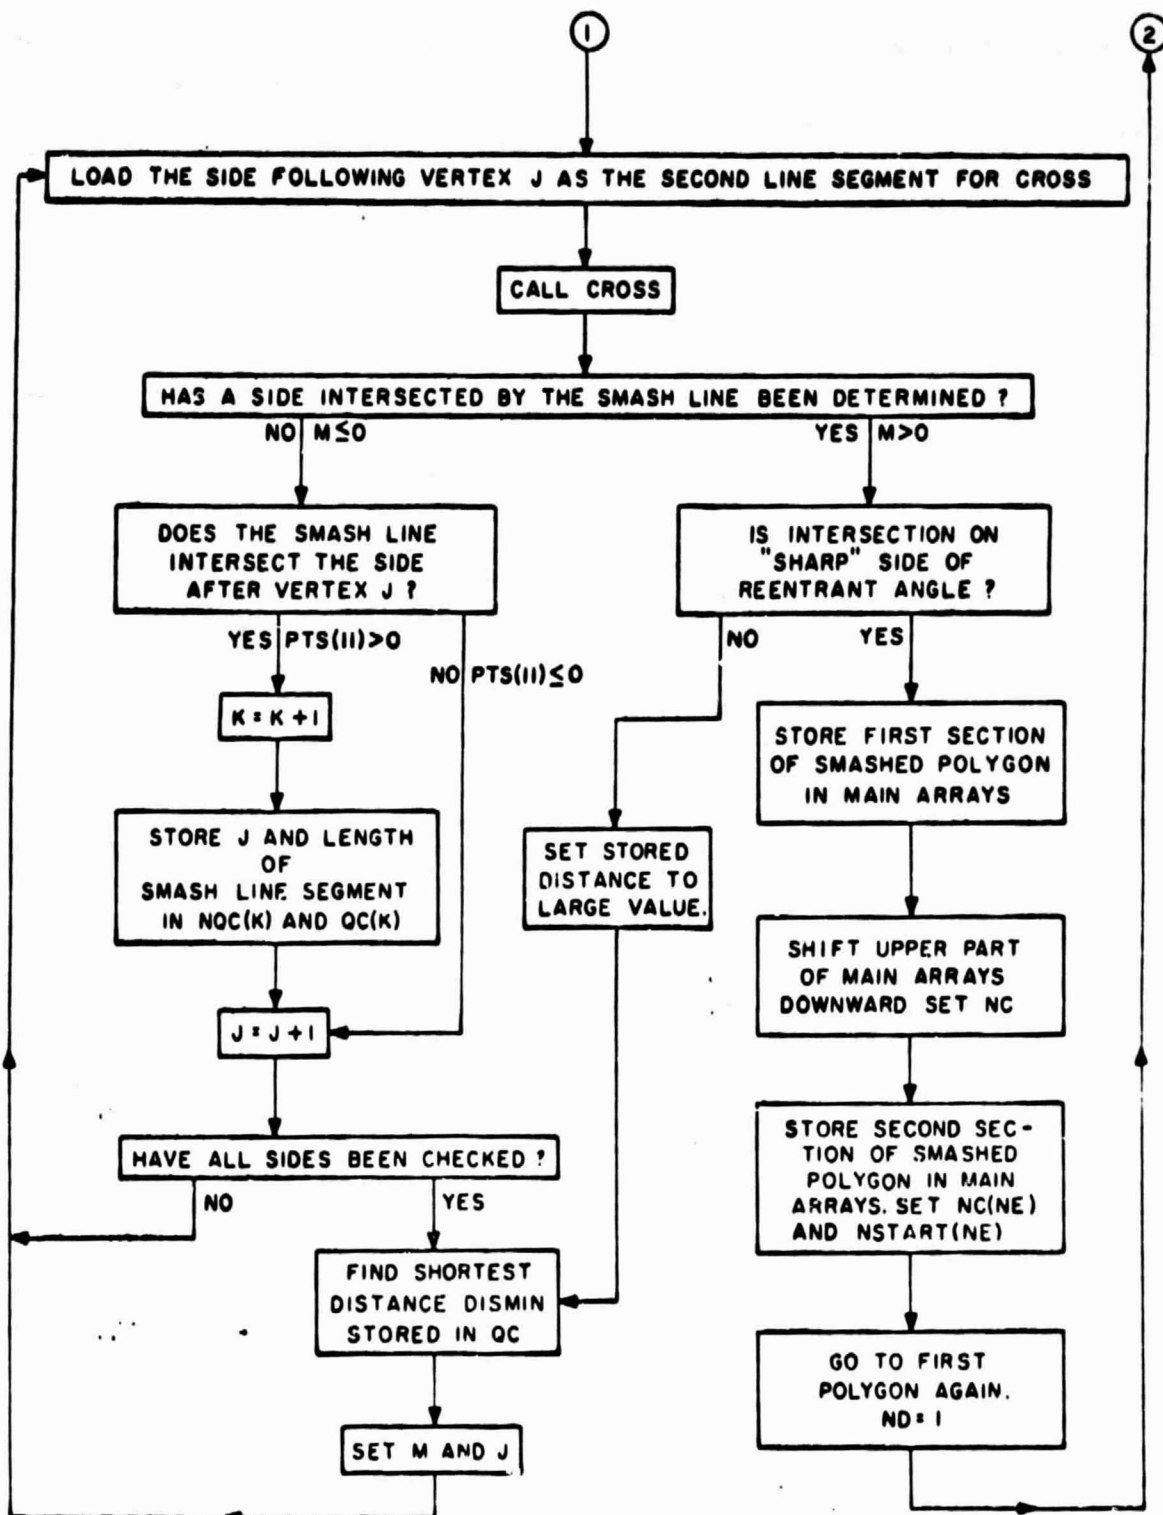 1
2
LOAD THE SIDE FOLLOWING VERTEX J AS THE SECOND LINE SEGMENT FOR CROSS
CALL CROSS
HAS A SIDE INTERSECTED BY THE SMASH LINE BEEN DETERMINED ?
NO M≤0
YES M>0
DOES THE SMASH LINE
INTERSECT THE SIDE
AFTER VERTEX J ?
IS INTERSECTION ON
"SHARP" SIDE OF
REENTRANT ANGLE ?
YES PTS(11)>0
NO PTS(11)≤0
NO
YES
K = K + 1
STORE FIRST SECTION
OF SMASHED POLYGON
IN MAIN ARRAYS
STORE J AND LENGTH
OF
SMASH LINE SEGMENT
IN NQC(K) AND QC(K)
SET STORED
DISTANCE TO
LARGE VALUE.
SHIFT UPPER PART
OF MAIN ARRAYS
DOWNWARD SET NC
J = J + 1
STORE SECOND SEC-
TION OF SMASHED
POLYGON IN MAIN
ARRAYS. SET NC(NE)
AND NSTART(NE)
HAVE ALL SIDES BEEN CHECKED ?
NO
YES
FIND SHORTEST
DISTANCE DISMIN
STORED IN QC
GO TO FIRST
POLYGON AGAIN.
ND = 1
SET M AND J